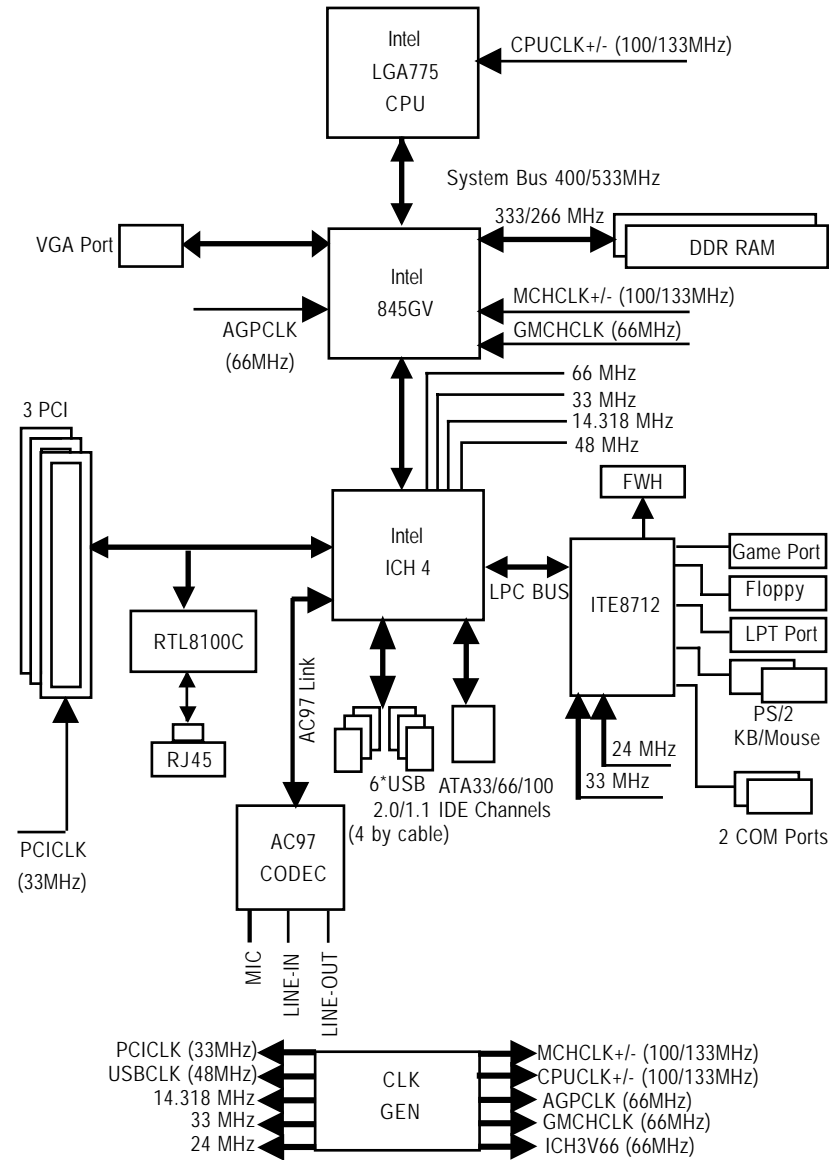 Intel
LGA775
CPU
CPUCLK+/- (100/133MHz)
System Bus 400/533MHz
333/266 MHz
DDR RAM
VGA Port
Intel
845GV
MCHCLK+/- (100/133MHz)
GMCHCLK (66MHz)
AGPCLK
(66MHz)
66 MHz
33 MHz
14.318 MHz
48 MHz
3 PCI
FWH
Intel
ICH 4
LPC BUS
ITE8712
Game Port
Floppy
LPT Port
PS/2
KB/Mouse
RTL8100C
RJ45
AC97 Link
24 MHz
33 MHz
6*USB
2.0/1.1
(4 by cable)
ATA33/66/100
IDE Channels
2 COM Ports
PCICLK
(33MHz)
AC97
CODEC
MIC
LINE-IN
LINE-OUT
PCICLK (33MHz)
USBCLK (48MHz)
14.318 MHz
33 MHz
24 MHz
CLK
GEN
MCHCLK+/- (100/133MHz)
CPUCLK+/- (100/133MHz)
AGPCLK (66MHz)
GMCHCLK (66MHz)
ICH3V66 (66MHz)